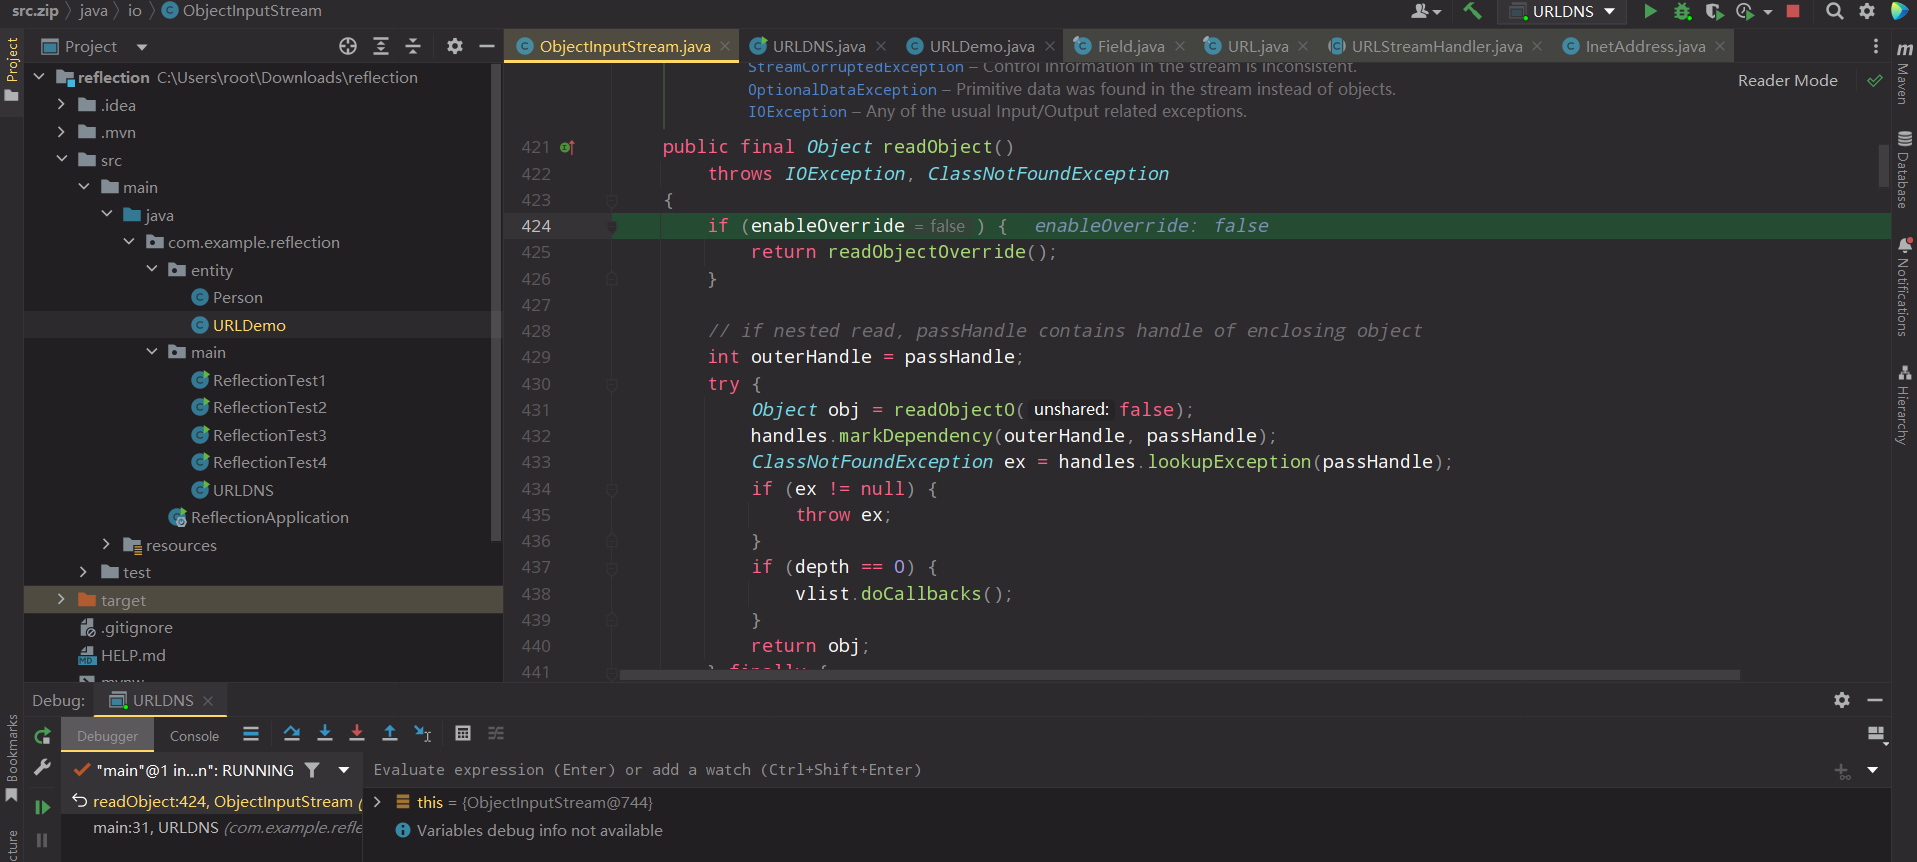 src.zip › java › io › ObjectInputStream
URLDNS
Project
ObjectInputStream.java
URLDNS.java
URLDemo.java
Field.java
URL.java
URLStreamHandler.java
InetAddress.java
Project
Bookmarks
Maven
Database
Notifications
Hierarchy
reflection C:\Users\root\Downloads\reflection
.idea
.mvn
src
main
java
com.example.reflection
entity
Person
URLDemo
main
ReflectionTest1
ReflectionTest2
ReflectionTest3
ReflectionTest4
URLDNS
ReflectionApplication
resources
test
target
.gitignore
HELP.md
Reader Mode
StreamCorruptedException – Control information in the stream is inconsistent.
OptionalDataException – Primitive data was found in the stream instead of objects.
IOException – Any of the usual Input/Output related exceptions.
421 public final Object readObject()
422 throws IOException, ClassNotFoundException
423 {
424 if (enableOverride = false ) { enableOverride: false
425 return readObjectOverride();
426 }
427
428 // if nested read, passHandle contains handle of enclosing object
429 int outerHandle = passHandle;
430 try {
431 Object obj = readObject0( unshared: false);
432 handles.markDependency(outerHandle, passHandle);
433 ClassNotFoundException ex = handles.lookupException(passHandle);
434 if (ex != null) {
435 throw ex;
436 }
437 if (depth == 0) {
438 vlist.doCallbacks();
439 }
440 return obj;
441 } finally {
Debug: URLDNS
Debugger Console
"main"@1 in...n": RUNNING
readObject:424, ObjectInputStream
main:31, URLDNS (com.example.refle
Evaluate expression (Enter) or add a watch (Ctrl+Shift+Enter)
this = {ObjectInputStream@744}
Variables debug info not available